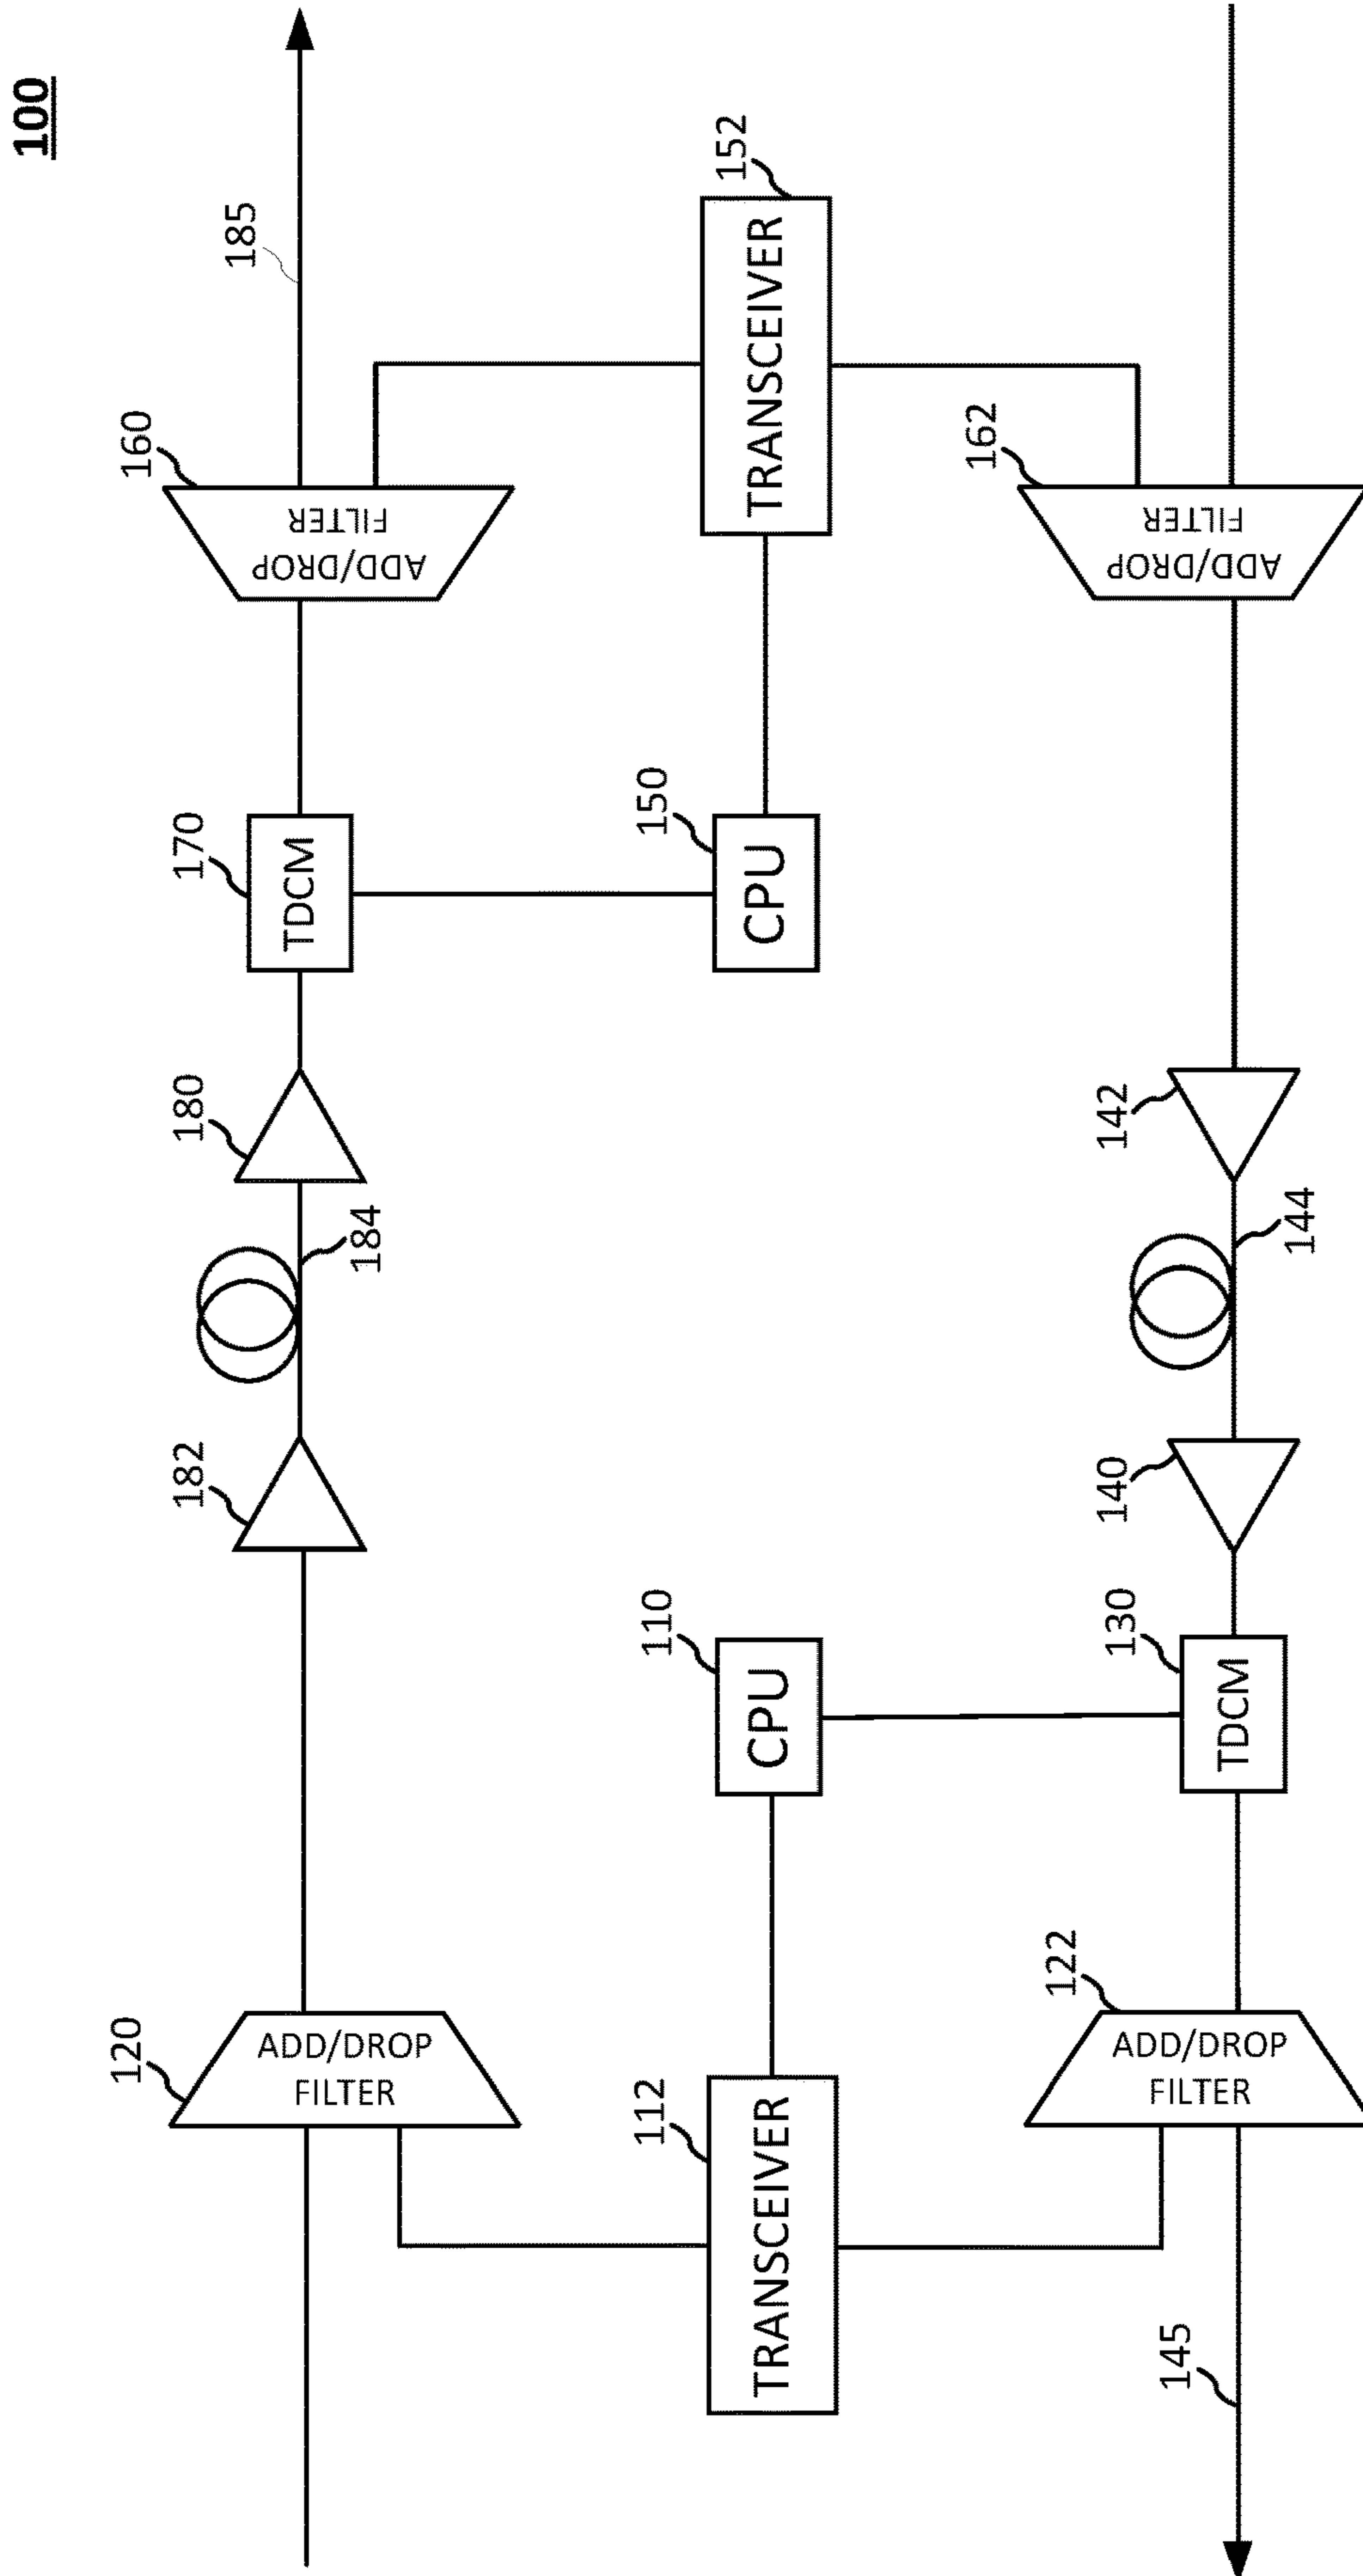 100
120
182
180
170
160
185
ADD/DROP
FILTER
TDCM
ADD/DROP
FILTER
184
112
110
150
152
TRANSCEIVER
CPU
CPU
TRANSCEIVER
122
130
140
142
162
145
ADD/DROP
FILTER
TDCM
144
ADD/DROP
FILTER